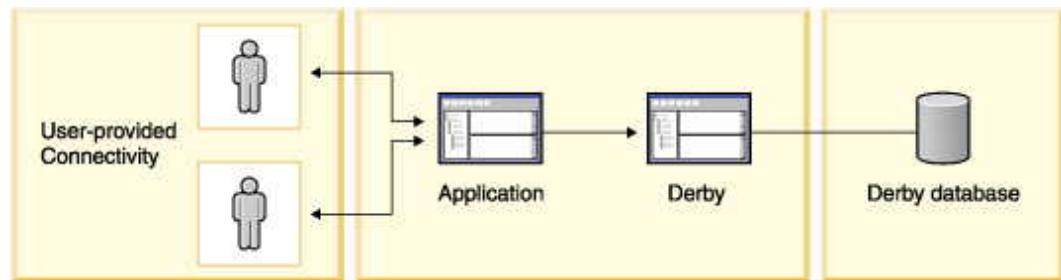 User-provided
Connectivity
Application
Derby
Derby database